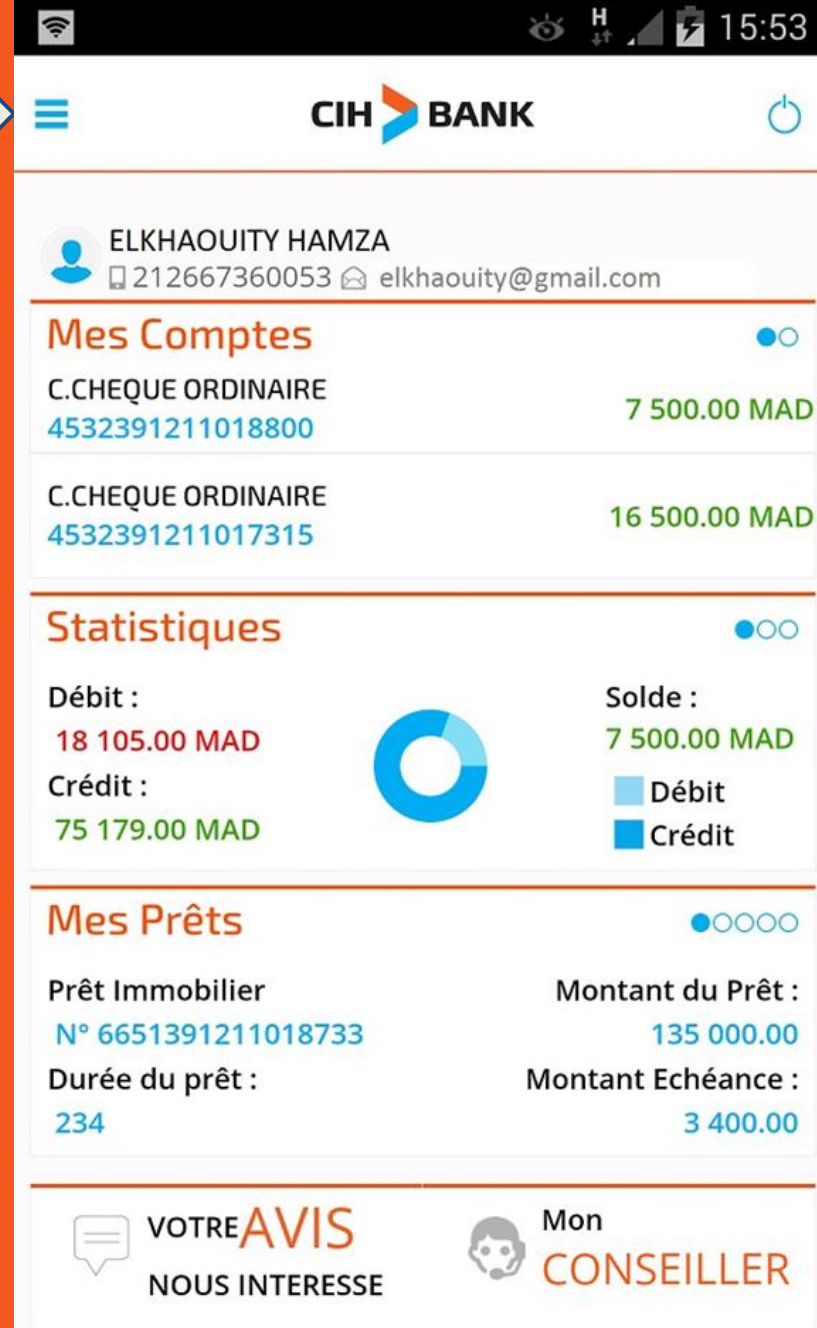 H 15:53
CIH BANK
ELKHAOUITY HAMZA
212667360053 elkhaouity@gmail.com
Mes Comptes
C.CHEQUE ORDINAIRE
4532391211018800
7 500.00 MAD
C.CHEQUE ORDINAIRE
4532391211017315
16 500.00 MAD
Statistiques
Débit :
18 105.00 MAD
Crédit :
75 179.00 MAD
Solde :
7 500.00 MAD
Débit
Crédit
Mes Prêts
Prêt Immobilier
N° 6651391211018733
Durée du prêt :
234
Montant du Prêt :
135 000.00
Montant Echéance :
3 400.00
VOTRE AVIS
NOUS INTERESSE
Mon
CONSEILLER